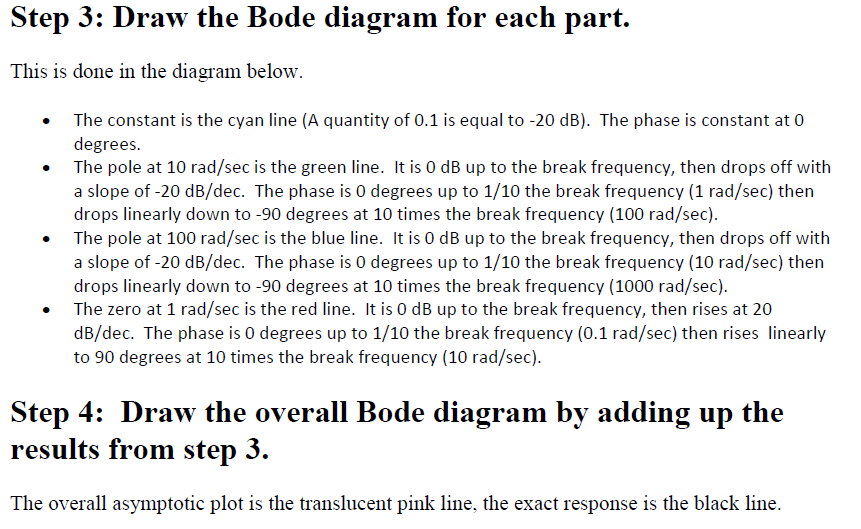 Step 3: Draw the Bode diagram for each part.
This is done in the diagram below.
• The constant is the cyan line (A quantity of 0.1 is equal to -20 dB).  The phase is constant at 0
degrees.
• The pole at 10 rad/sec is the green line.  It is 0 dB up to the break frequency, then drops off with
a slope of -20 dB/dec.  The phase is 0 degrees up to 1/10 the break frequency (1 rad/sec) then
drops linearly down to -90 degrees at 10 times the break frequency (100 rad/sec).
• The pole at 100 rad/sec is the blue line.  It is 0 dB up to the break frequency, then drops off with
a slope of -20 dB/dec.  The phase is 0 degrees up to 1/10 the break frequency (10 rad/sec) then
drops linearly down to -90 degrees at 10 times the break frequency (1000 rad/sec).
• The zero at 1 rad/sec is the red line.  It is 0 dB up to the break frequency, then rises at 20
dB/dec.  The phase is 0 degrees up to 1/10 the break frequency (0.1 rad/sec) then rises  linearly
to 90 degrees at 10 times the break frequency (10 rad/sec).
Step 4:  Draw the overall Bode diagram by adding up the
results from step 3.
The overall asymptotic plot is the translucent pink line, the exact response is the black line.